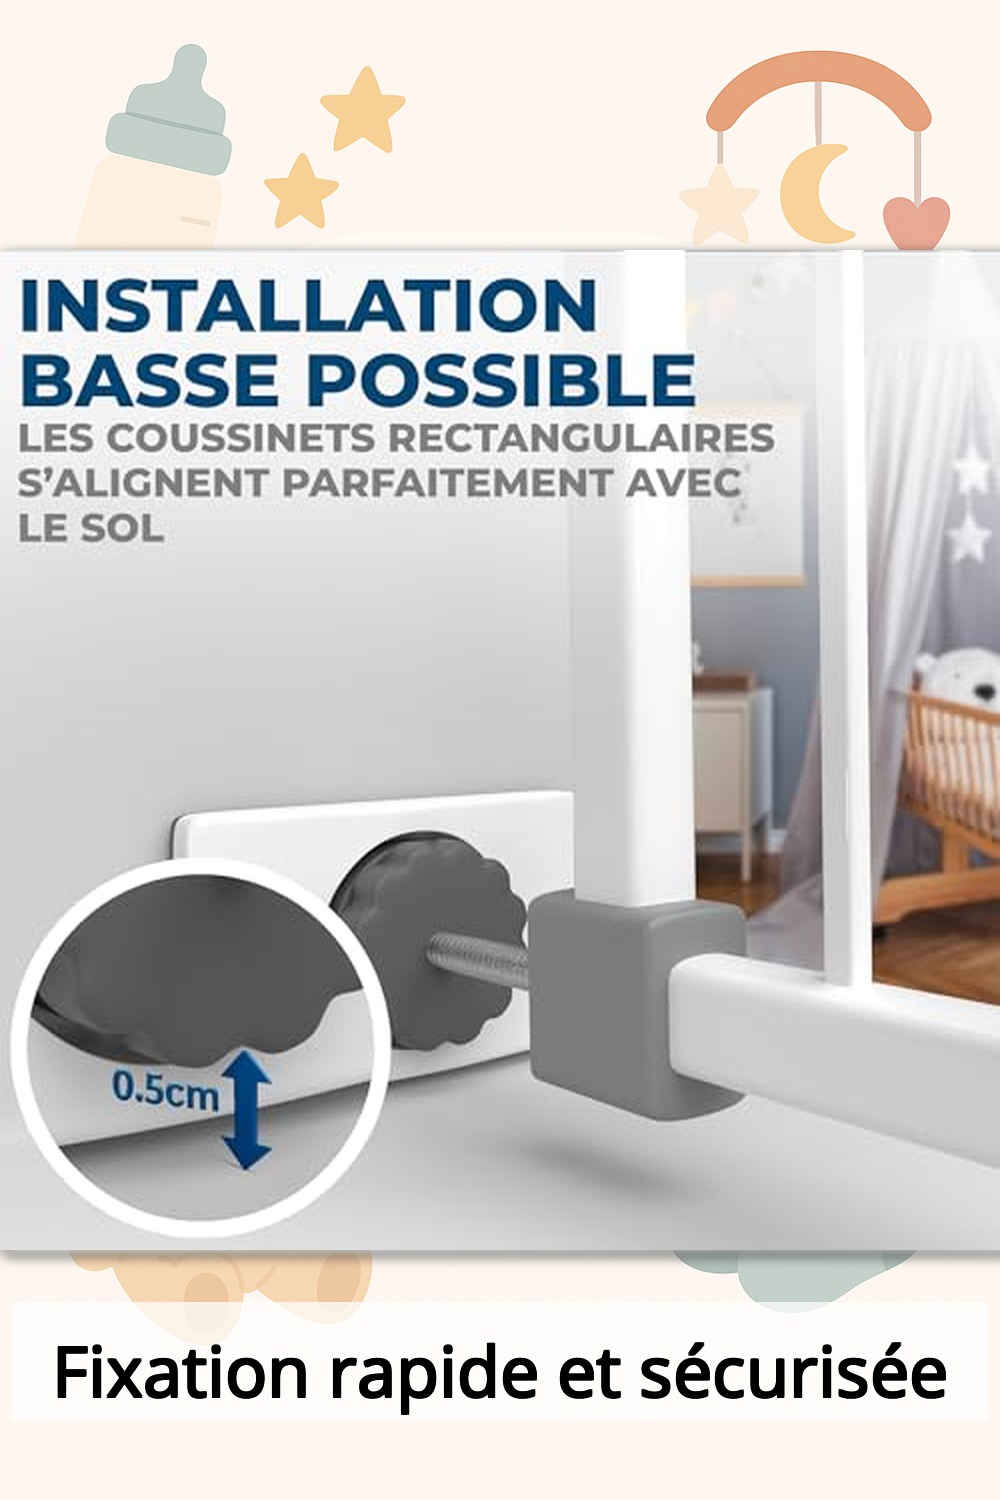 INSTALLATION
BASSE POSSIBLE
LES COUSSINETS RECTANGULAIRES
S’ALIGNENT PARFAITEMENT AVEC
LE SOL
0.5cm
Fixation rapide et sécurisée